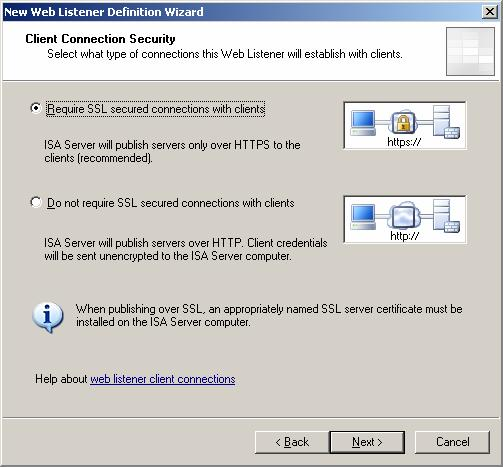 New Web Listener Definition Wizard
Client Connection Security
Select what type of connections this Web Listener will establish with clients.
Require SSL secured connections with clients
ISA Server will publish servers only over HTTPS to the
clients (recommended).
https://
Do not require SSL secured connections with clients
ISA Server will publish servers over HTTP. Client credentials
will be sent unencrypted to the ISA Server computer.
http://
When publishing over SSL, an appropriately named SSL server certificate must be
installed on the ISA Server computer.
Help about web listener client connections
< Back
Next >
Cancel